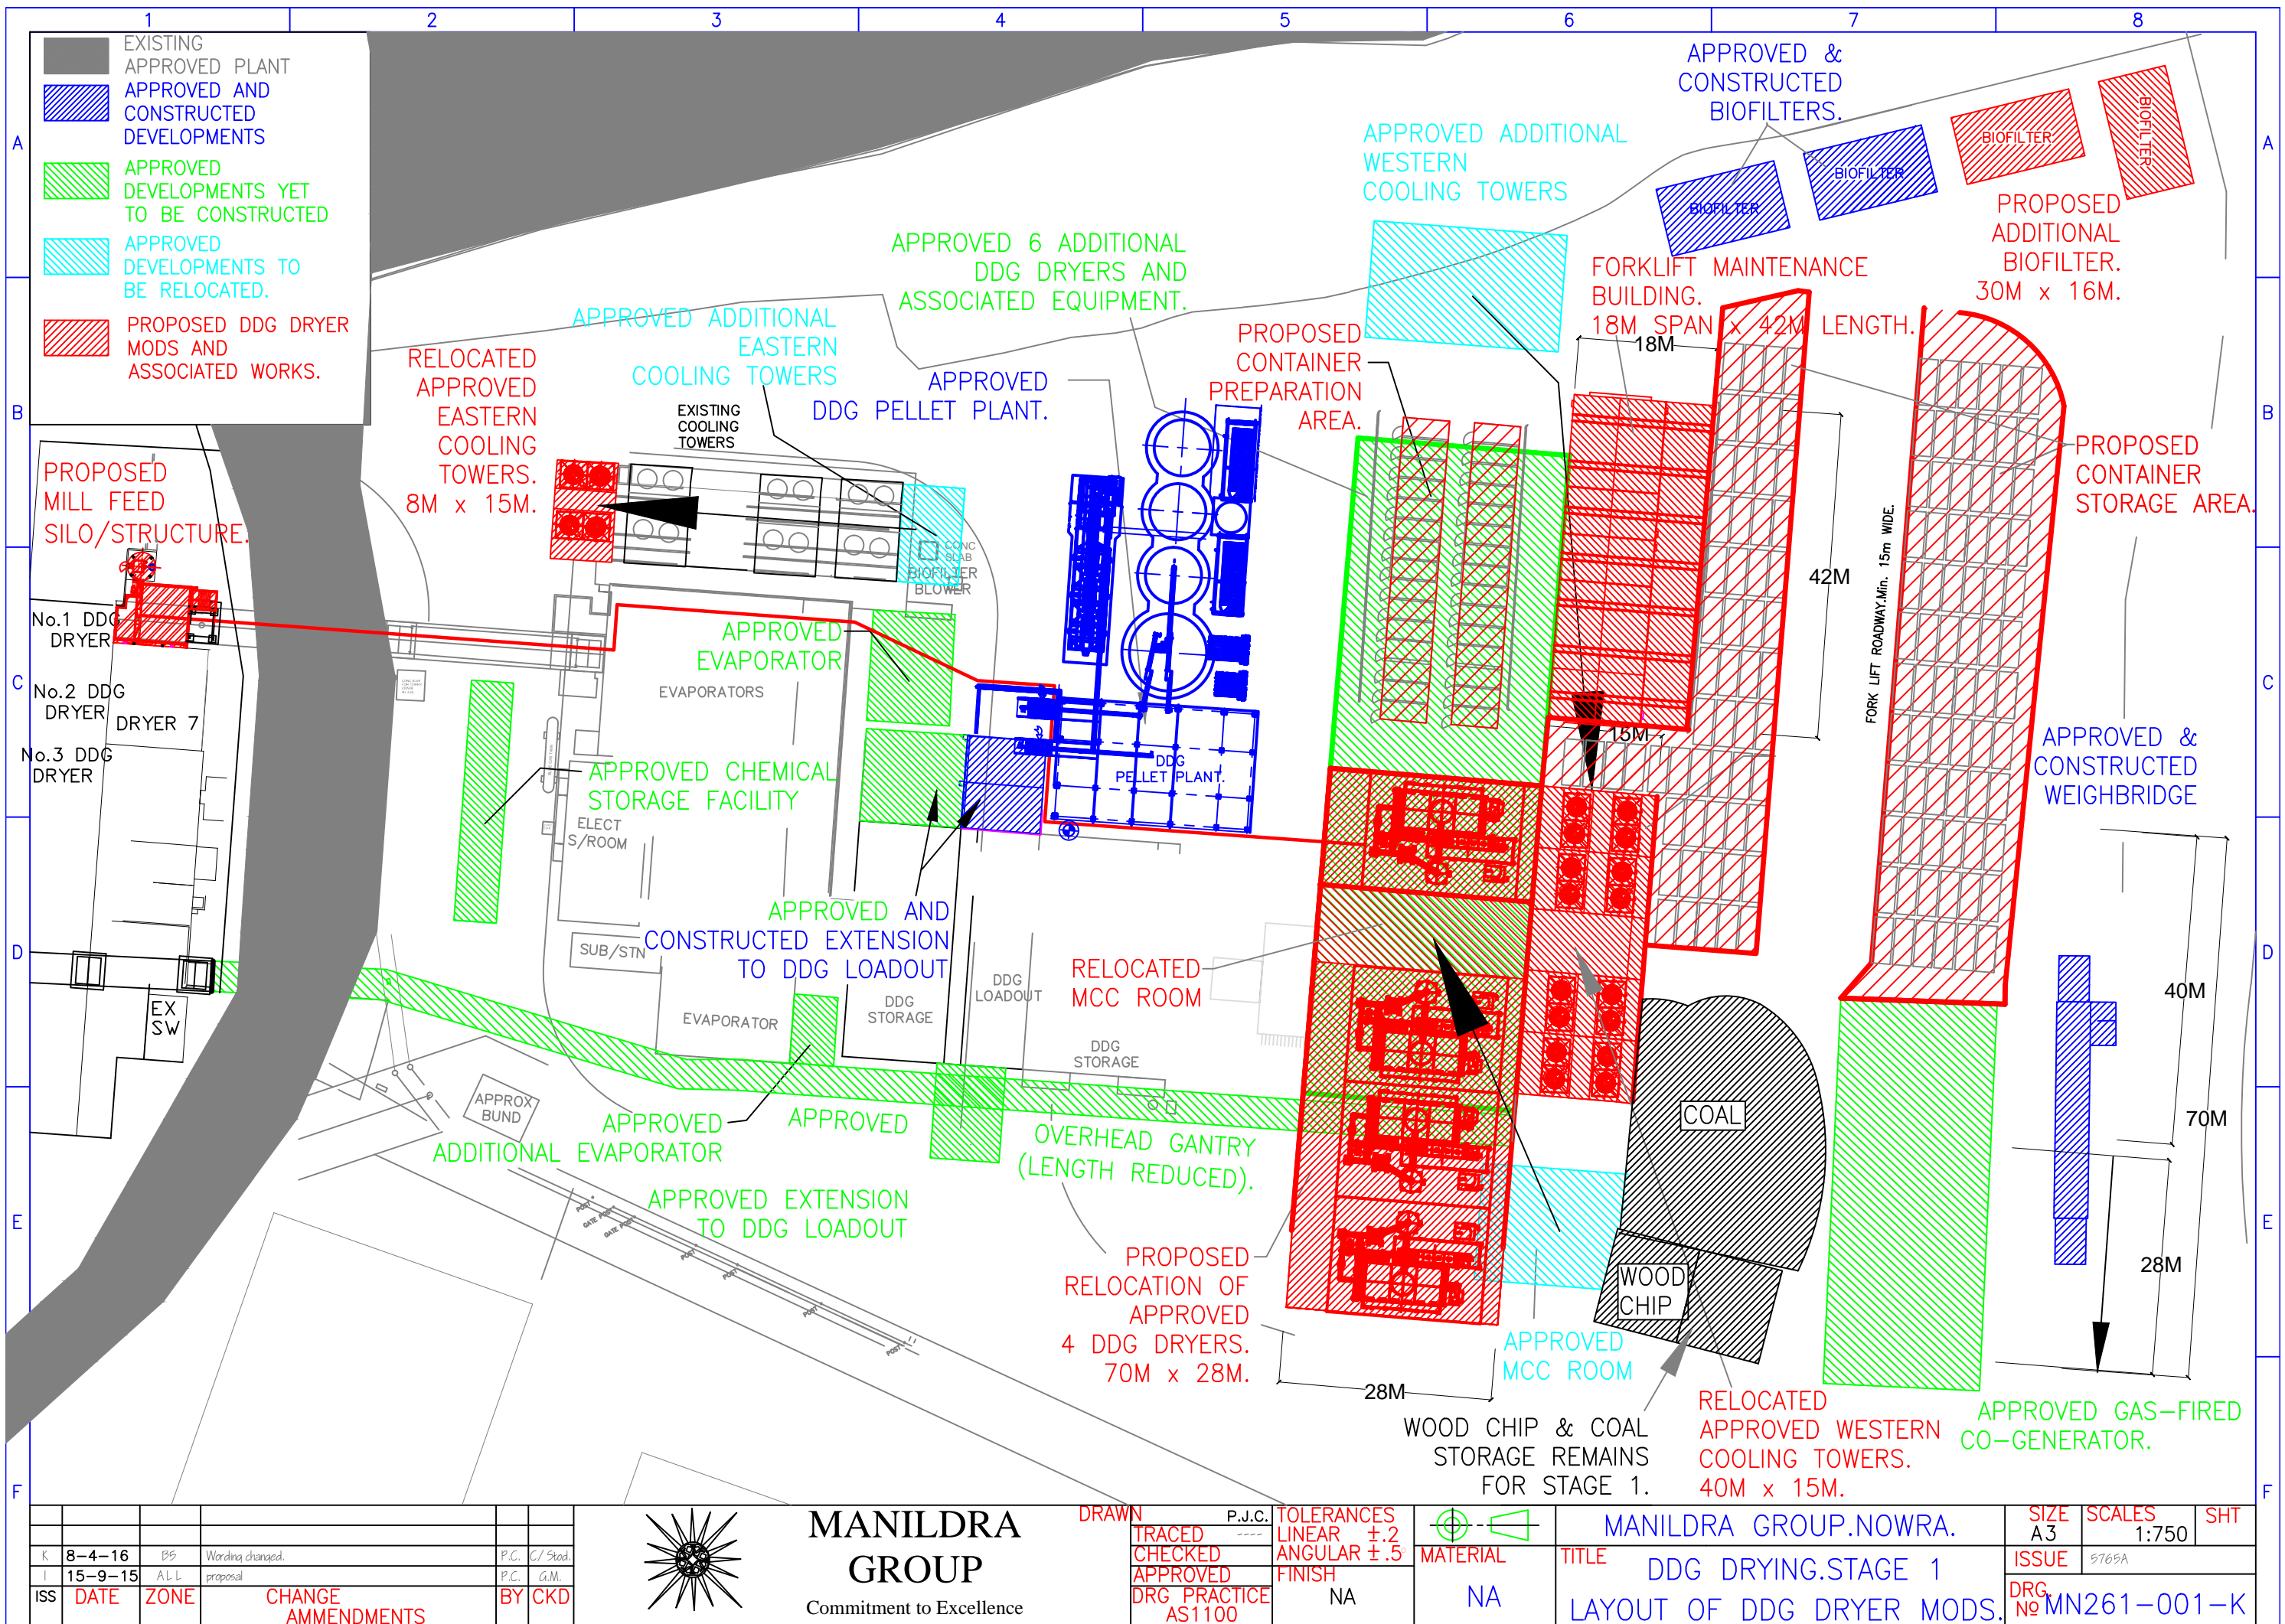 1 2 3 4 5 6 7 8
A
B
C
D
E
F
A
B
C
D
E
F
EXISTING
APPROVED PLANT
APPROVED AND
CONSTRUCTED
DEVELOPMENTS
APPROVED
DEVELOPMENTS YET
TO BE CONSTRUCTED
APPROVED
DEVELOPMENTS TO
BE RELOCATED.
PROPOSED DDG DRYER
MODS AND
ASSOCIATED WORKS.
APPROVED &
CONSTRUCTED
BIOFILTERS.
BIOFILTER
BIOFILTER
BIOFILTER
BIOFILTER
PROPOSED
ADDITIONAL
BIOFILTER.
30M x 16M.
APPROVED ADDITIONAL
WESTERN
COOLING TOWERS
APPROVED 6 ADDITIONAL
DDG DRYERS AND
ASSOCIATED EQUIPMENT.
FORKLIFT MAINTENANCE
BUILDING.
18M SPAN x 42M LENGTH.
18M
APPROVED ADDITIONAL
EASTERN
COOLING TOWERS
RELOCATED
APPROVED
EASTERN
COOLING
TOWERS.
8M x 15M.
EXISTING
COOLING
TOWERS
APPROVED
DDG PELLET PLANT.
PROPOSED
CONTAINER
PREPARATION
AREA.
PROPOSED
CONTAINER
STORAGE AREA.
PROPOSED
MILL FEED
SILO/STRUCTURE.
CONC
SLAB
BIOFILTER
BLOWER
FORK LIFT ROADWAY.Min. 15m WIDE.
42M
15M
No.1 DDG
DRYER
No.2 DDG
DRYER
DRYER 7
No.3 DDG
DRYER
APPROVED
EVAPORATOR
EVAPORATORS
APPROVED CHEMICAL
STORAGE FACILITY
DDG
PELLET PLANT.
ELECT
S/ROOM
APPROVED &
CONSTRUCTED
WEIGHBRIDGE
APPROVED AND
CONSTRUCTED EXTENSION
TO DDG LOADOUT
SUB/STN
DDG
LOADOUT
DDG
STORAGE
RELOCATED
MCC ROOM
EX
SW
EVAPORATOR
DDG
STORAGE
40M
70M
28M
APPROX
BUND
APPROVED
ADDITIONAL EVAPORATOR
APPROVED
OVERHEAD GANTRY
(LENGTH REDUCED).
COAL
APPROVED EXTENSION
TO DDG LOADOUT
POST
GATE POST
GATE POST
POST
POST
POST
POST
WOOD
CHIP
PROPOSED
RELOCATION OF
APPROVED
4 DDG DRYERS.
70M x 28M.
28M
APPROVED
MCC ROOM
WOOD CHIP & COAL
STORAGE REMAINS
FOR STAGE 1.
RELOCATED
APPROVED WESTERN
COOLING TOWERS.
40M x 15M.
APPROVED GAS-FIRED
CO-GENERATOR.
K 8-4-16 B5 Wording changed. P.C. C/Stod.
I 15-9-15 ALL proposal P.C. G.M.
ISS DATE ZONE CHANGE BY CKD
AMMENDMENTS
MANILDRA
GROUP
Commitment to Excellence
DRAWN P.J.C.
TRACED ----
CHECKED
APPROVED
DRG PRACTICE
AS1100
TOLERANCES
LINEAR ±.2
ANGULAR ±.5°
FINISH
NA
MATERIAL
NA
MANILDRA GROUP.NOWRA.
TITLE
DDG DRYING.STAGE 1
LAYOUT OF DDG DRYER MODS.
SIZE
A3
SCALES
1:750
SHT
ISSUE 5765A
DRG
Nº MN261-001-K